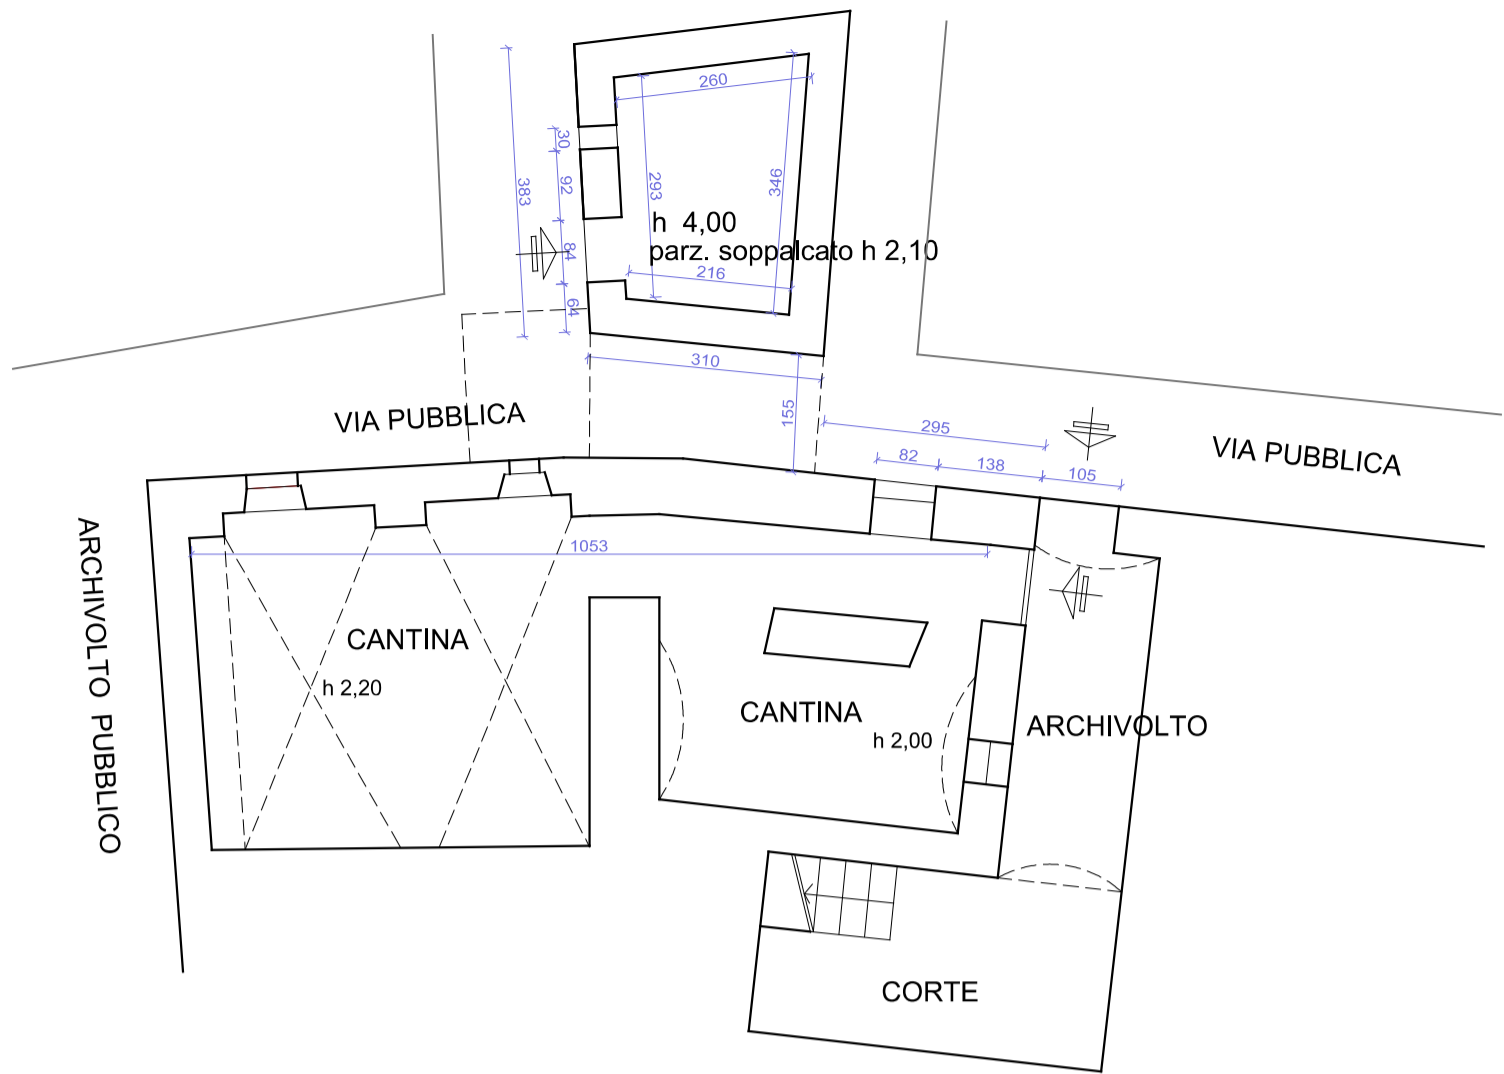 260
30
383
92
293
346
h 4,00
parz. soppalcato h 2,10
84
216
64
310
155
VIA PUBBLICA
295
82
138
105
VIA PUBBLICA
ARCHIVOLTO PUBBLICO
1053
CANTINA
h 2,20
CANTINA
h 2,00
ARCHIVOLTO
CORTE